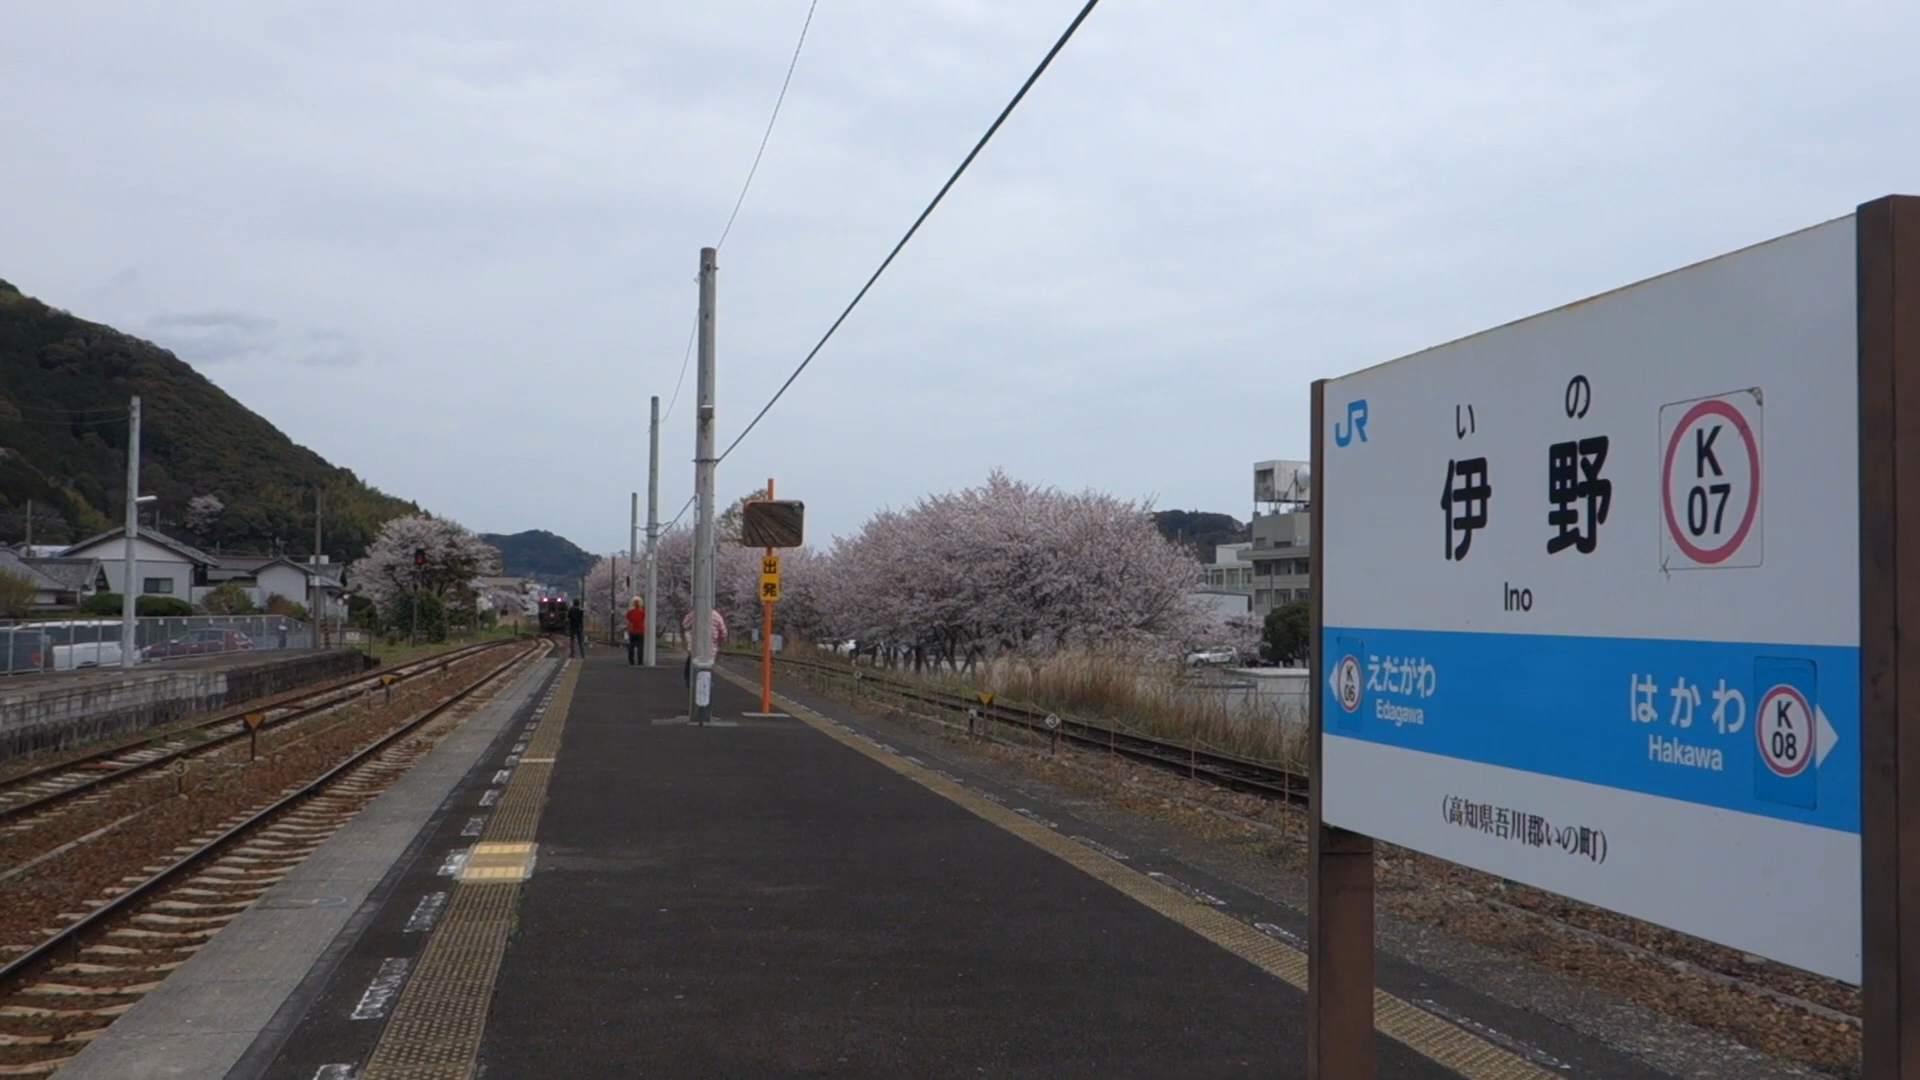 JR
いの
伊野
K
07
Ino
K
06
えだがわ
Edagawa
はかわ
Hakawa
K
08
(高知県吾川郡いの町)
出発